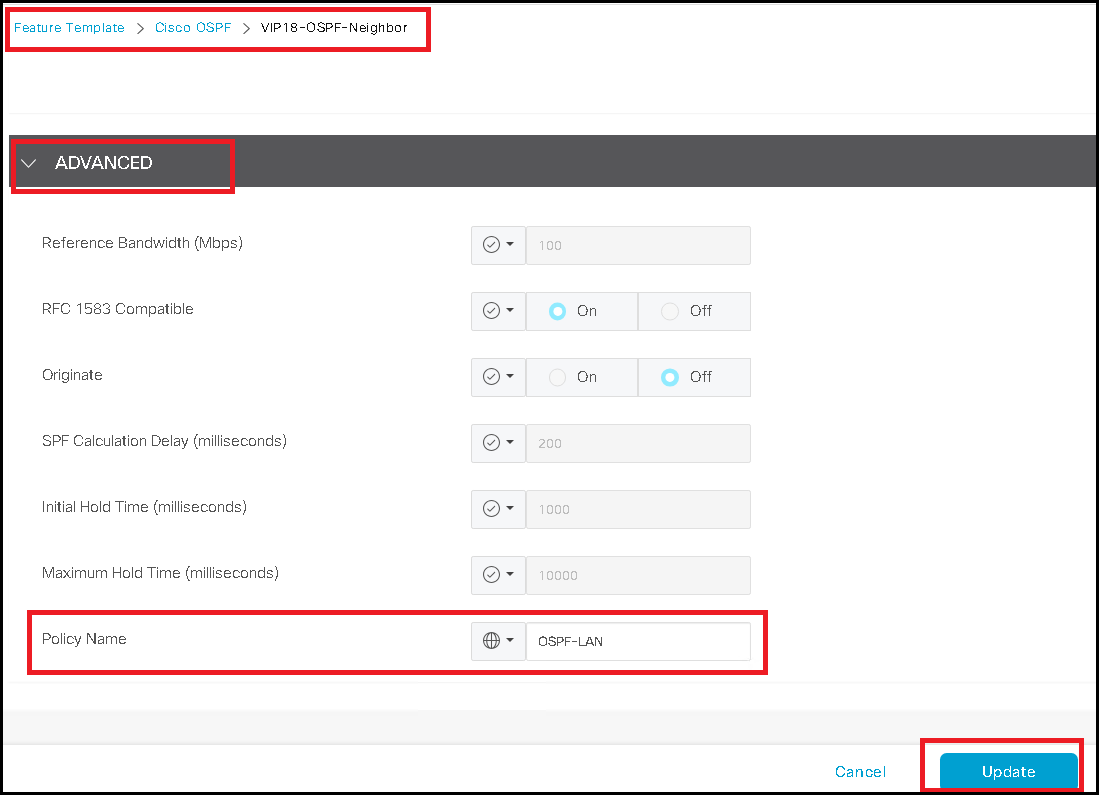 Feature Template > Cisco OSPF > VIP18-OSPF-Neighbor
ADVANCED
Reference Bandwidth (Mbps) 100
RFC 1583 Compatible On Off
Originate On Off
SPF Calculation Delay (milliseconds) 200
Initial Hold Time (milliseconds) 1000
Maximum Hold Time (milliseconds) 10000
Policy Name OSPF-LAN
Cancel Update